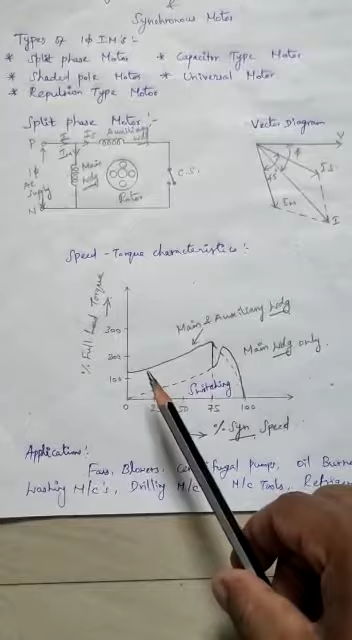 Synchronous Motor
Types of 1ϕ I.M's :-
* Split phase Motor * Capacitor Type Motor
* Shaded pole Motor * Universal Motor
* Repulsion Type Motor
Split phase Motor :-
Vector Diagram
P I Is Auxiliary Wdg
Im
Main Wdg
1ϕ AC Supply
Rotor
C.S.
N
V
ϕ
Is
Im
I
Speed - Torque characteristics :
% Full Load Torque
300
200
100
Main & Auxiliary Wdg
Main Wdg only
Switching
0 75 100
% Syn Speed
Applications:
Fans, Blowers, Centrifugal pumps, Oil
Washing M/c's, Drilling M/c M/c Tools,